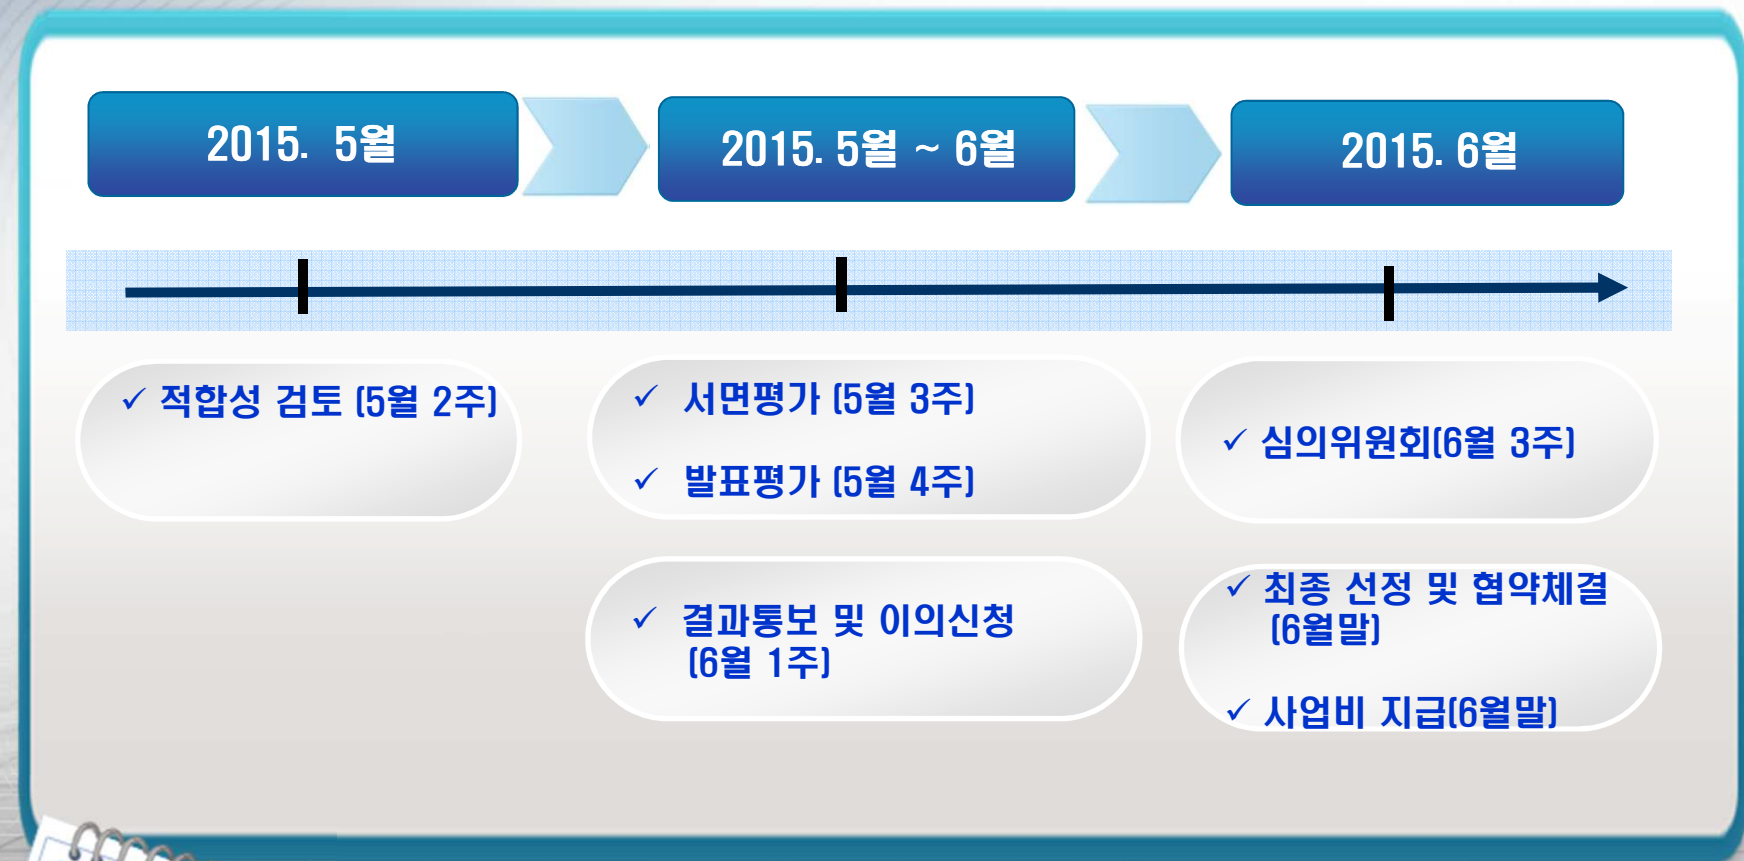 2015. 5월
2015. 5월 ~ 6월
2015. 6월
✓ 적합성 검토 (5월 2주)
✓ 서면평가 (5월 3주)
✓ 발표평가 (5월 4주)
✓ 결과통보 및 이의신청
(6월 1주)
✓ 심의위원회(6월 3주)
✓ 최종 선정 및 협약체결
(6월말)
✓ 사업비 지급(6월말)